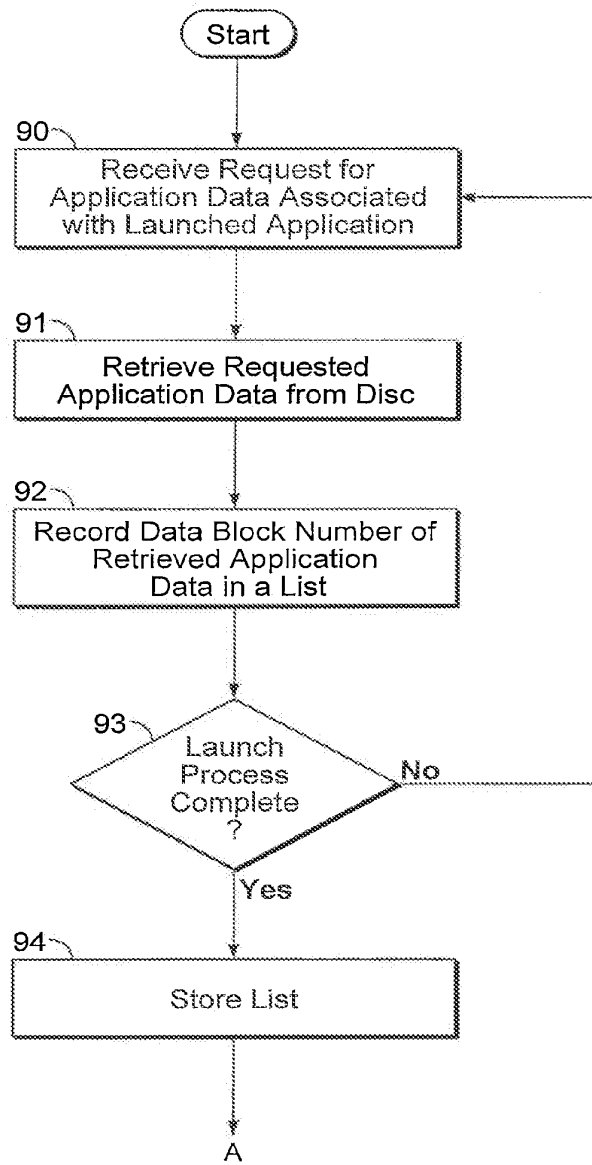 Start
90
Receive Request for
Application Data Associated
with Launched Application
91
Retrieve Requested
Application Data from Disc
92
Record Data Block Number of
Retrieved Application
Data in a List
93
Launch
Process
Complete
?
No
Yes
94
Store List
A